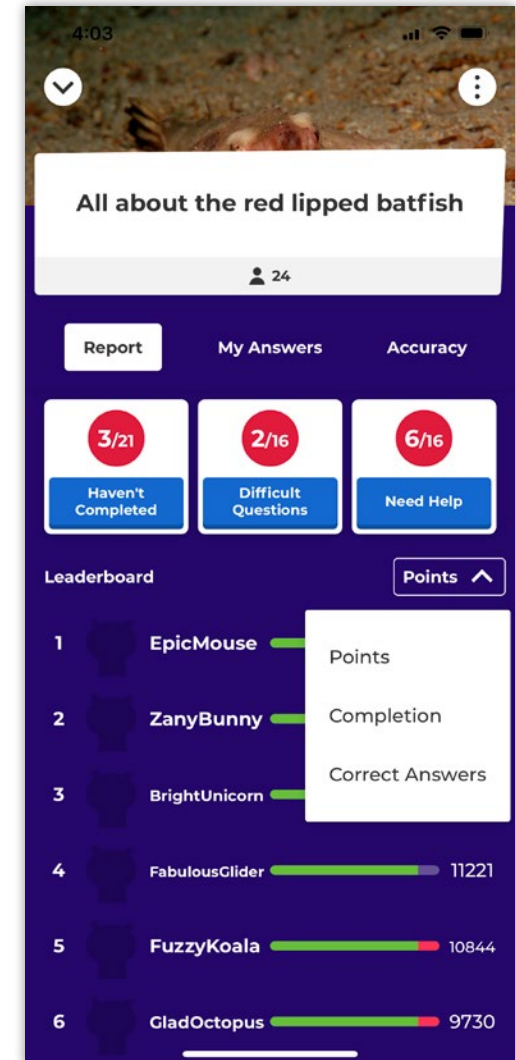 4:03
All about the red lipped batfish
24
Report My Answers Accuracy
3/21 2/16 6/16
Haven't Difficult Need Help
Completed Questions
Leaderboard Points
1 EpicMouse
Points
2 ZanyBunny Completion
3 BrightUnicorn Correct Answers
4 FabulousGlider 11221
5 FuzzyKoala 10844
6 GladOctopus 9730